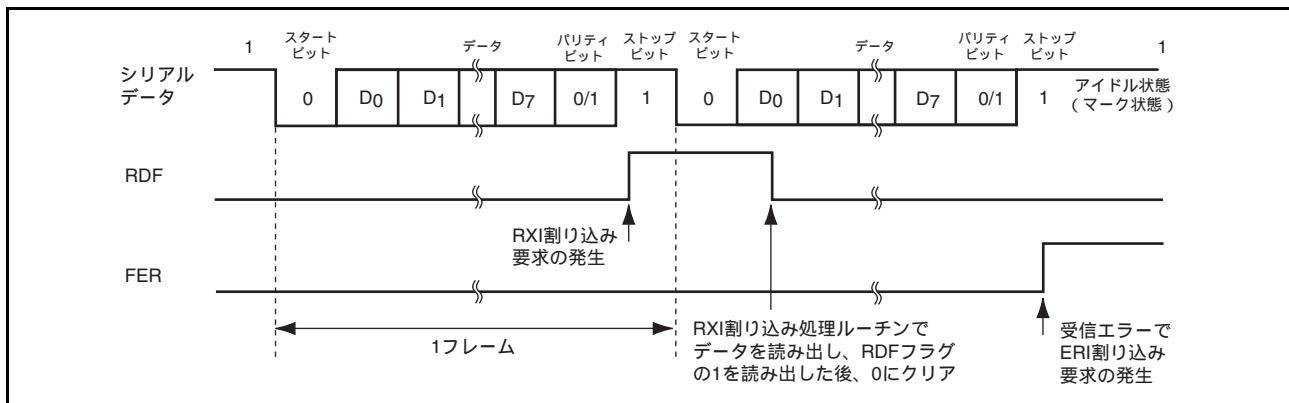 1
スタート
ビット
データ
パリティ
ビット
ストップ
ビット
スタート
ビット
データ
パリティ
ビット
ストップ
ビット
1
シリアル
データ
0
D0
D1
D7
0/1
1
0
D0
D1
D7
0/1
1
アイドル状態
(マーク状態)
RDF
RXI割り込み
要求の発生
FER
1フレーム
RXI割り込み処理ルーチンで
データを読み出し、RDFフラグ
の1を読み出した後、0にクリア
受信エラーで
ERI割り込み
要求の発生